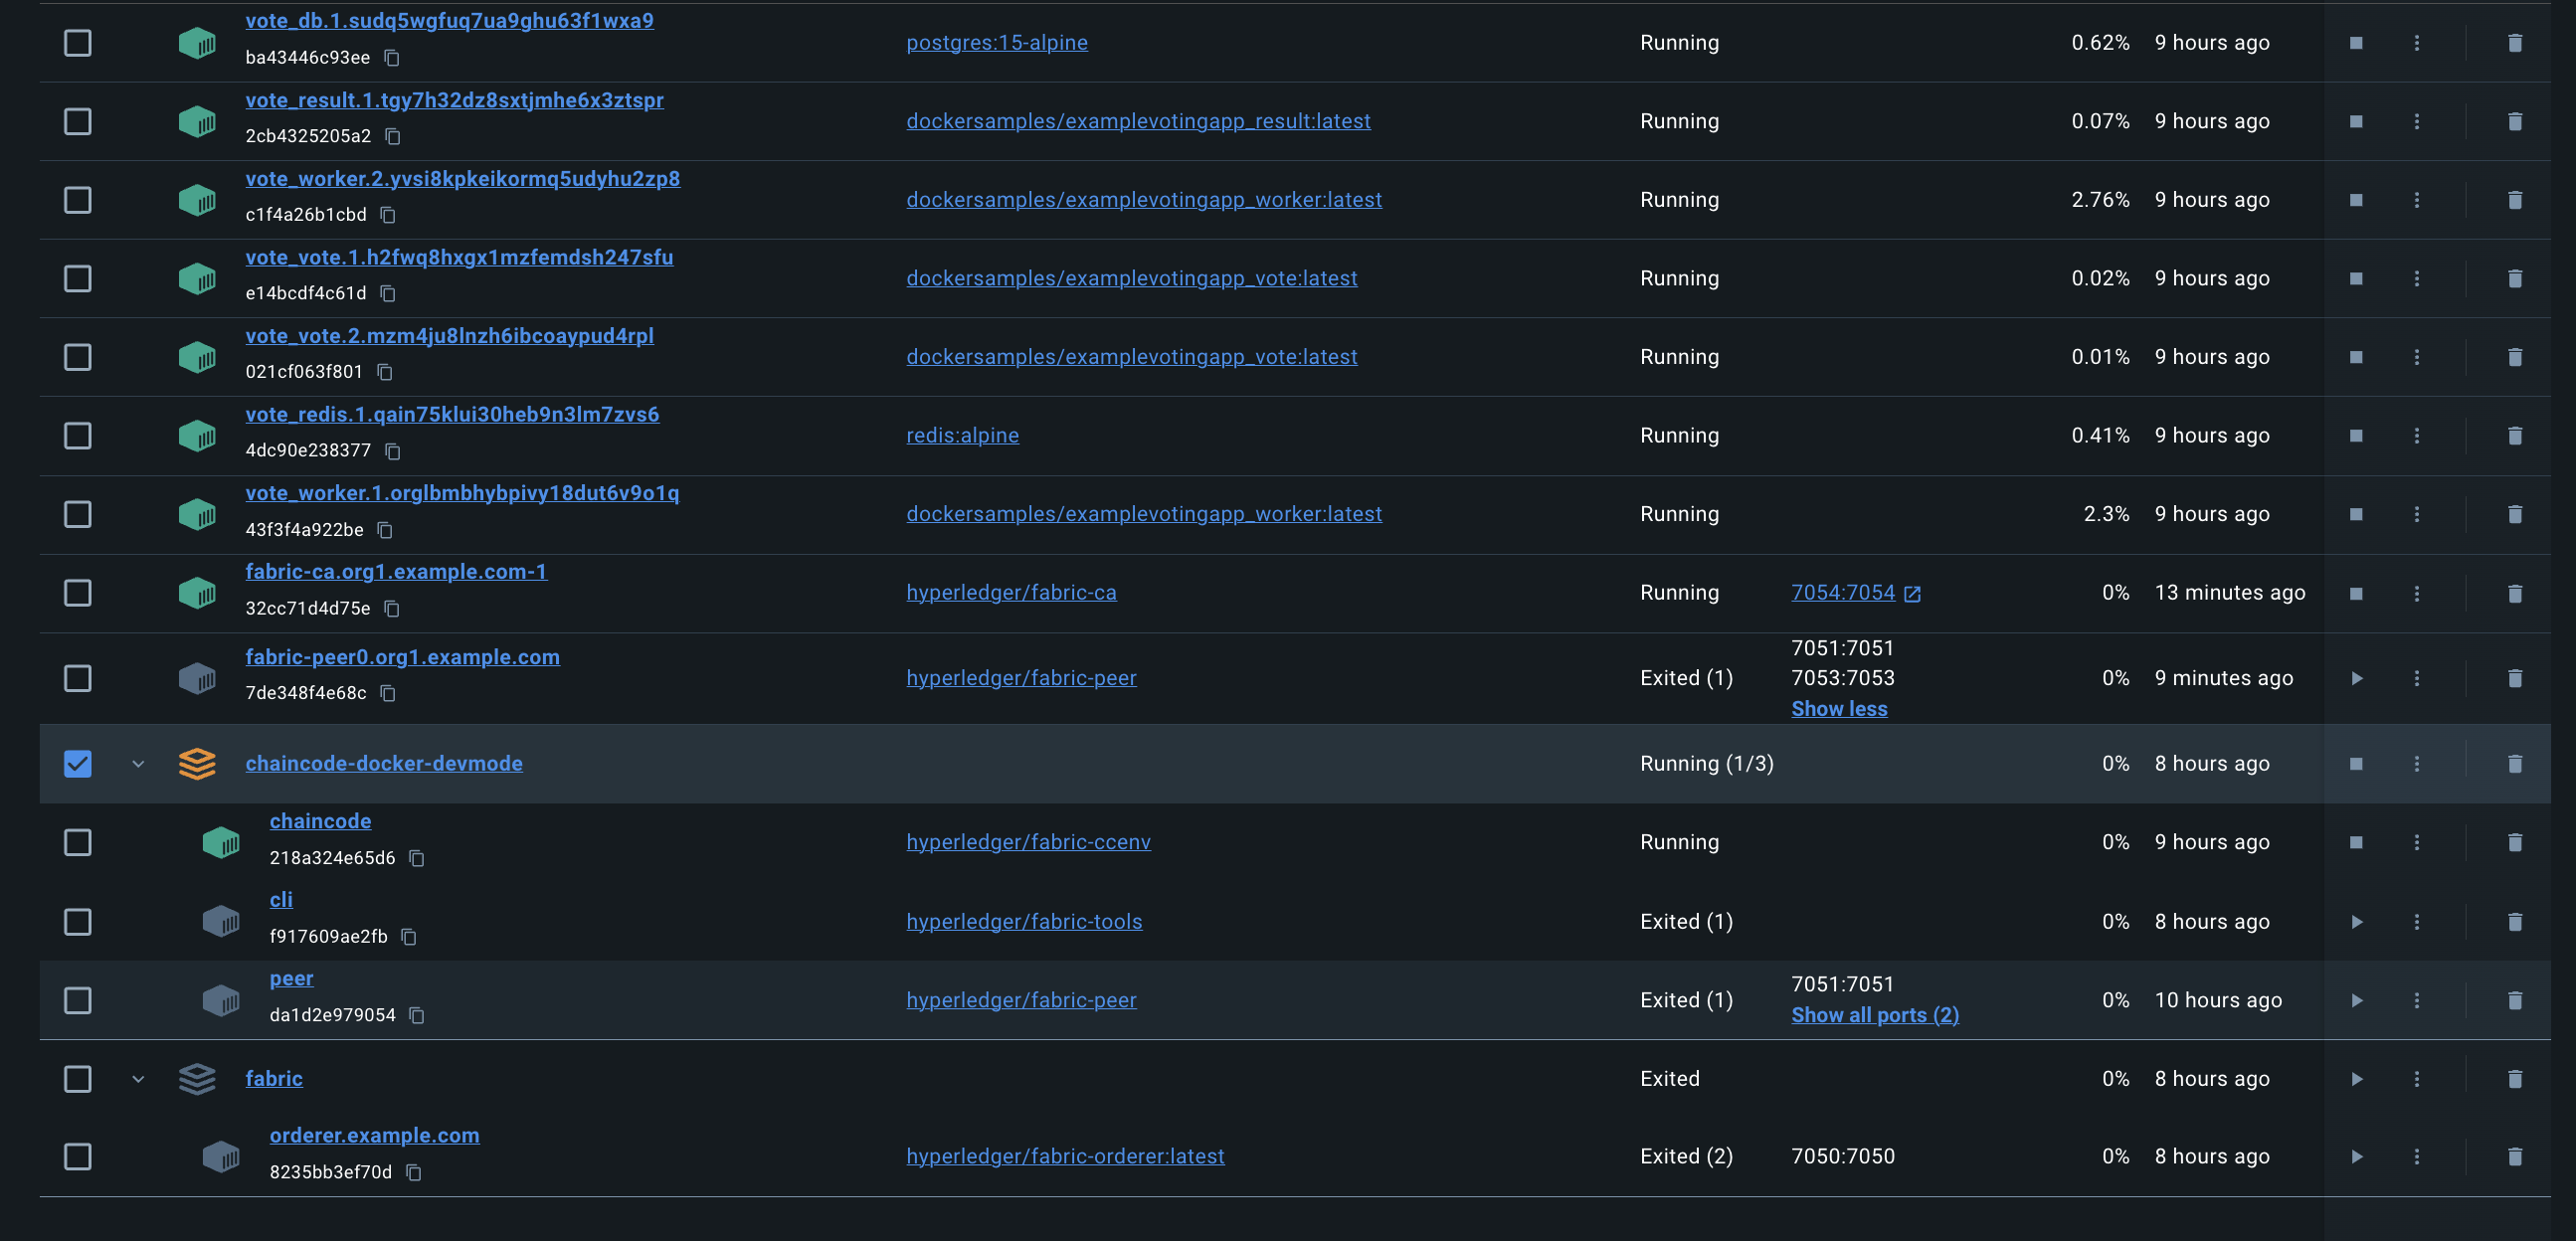 vote_db.1.sudq5wgfuq7ua9ghu63f1wxa9
ba43446c93ee
postgres:15-alpine
Running
0.62%
9 hours ago
vote_result.1.tgy7h32dz8sxtjmhe6x3ztspr
2cb4325205a2
dockersamples/examplevotingapp_result:latest
Running
0.07%
9 hours ago
vote_worker.2.yvsi8kpkeikormq5udyhu2zp8
c1f4a26b1cbd
dockersamples/examplevotingapp_worker:latest
Running
2.76%
9 hours ago
vote_vote.1.h2fwq8hxgx1mzfemdsh247sfu
e14bcdf4c61d
dockersamples/examplevotingapp_vote:latest
Running
0.02%
9 hours ago
vote_vote.2.mzm4ju8lnzh6ibcoaypud4rpl
021cf063f801
dockersamples/examplevotingapp_vote:latest
Running
0.01%
9 hours ago
vote_redis.1.qain75klui30heb9n3lm7zvs6
4dc90e238377
redis:alpine
Running
0.41%
9 hours ago
vote_worker.1.orglbmbhybpivy18dut6v9o1q
43f3f4a922be
dockersamples/examplevotingapp_worker:latest
Running
2.3%
9 hours ago
fabric-ca.org1.example.com-1
32cc71d4d75e
hyperledger/fabric-ca
Running
7054:7054
0%
13 minutes ago
fabric-peer0.org1.example.com
7de348f4e68c
hyperledger/fabric-peer
Exited (1)
7051:7051
7053:7053
Show less
0%
9 minutes ago
chaincode-docker-devmode
Running (1/3)
0%
8 hours ago
chaincode
218a324e65d6
hyperledger/fabric-ccenv
Running
0%
9 hours ago
cli
f917609ae2fb
hyperledger/fabric-tools
Exited (1)
0%
8 hours ago
peer
da1d2e979054
hyperledger/fabric-peer
Exited (1)
7051:7051
Show all ports (2)
0%
10 hours ago
fabric
Exited
0%
8 hours ago
orderer.example.com
8235bb3ef70d
hyperledger/fabric-orderer:latest
Exited (2)
7050:7050
0%
8 hours ago